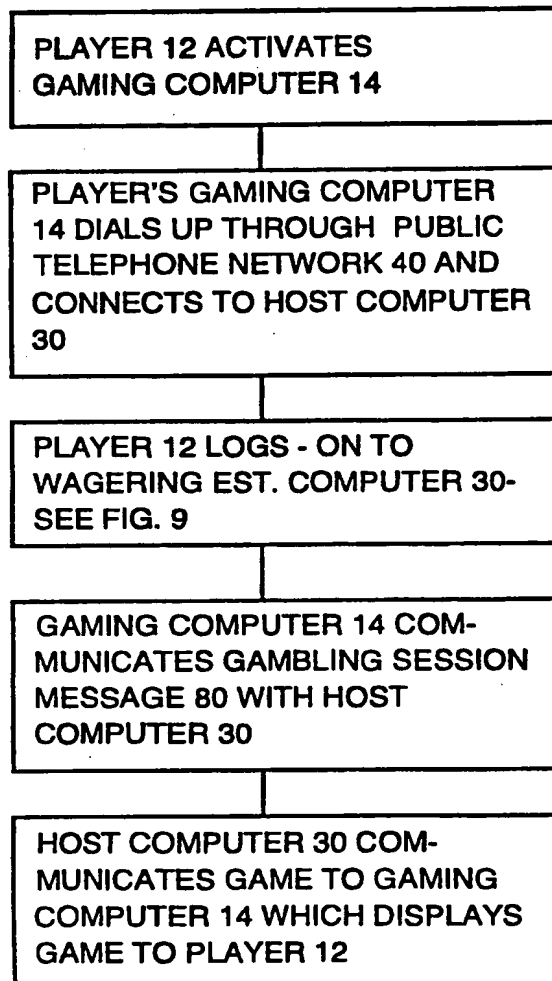 PLAYER 12 ACTIVATES
GAMING COMPUTER 14
PLAYER'S GAMING COMPUTER
14 DIALS UP THROUGH PUBLIC
TELEPHONE NETWORK 40 AND
CONNECTS TO HOST COMPUTER
30
PLAYER 12 LOGS - ON TO
WAGERING EST. COMPUTER 30-
SEE FIG. 9
GAMING COMPUTER 14 COM-
MUNICATES GAMBLING SESSION
MESSAGE 80 WITH HOST
COMPUTER 30
HOST COMPUTER 30 COM-
MUNICATES GAME TO GAMING
COMPUTER 14 WHICH DISPLAYS
GAME TO PLAYER 12